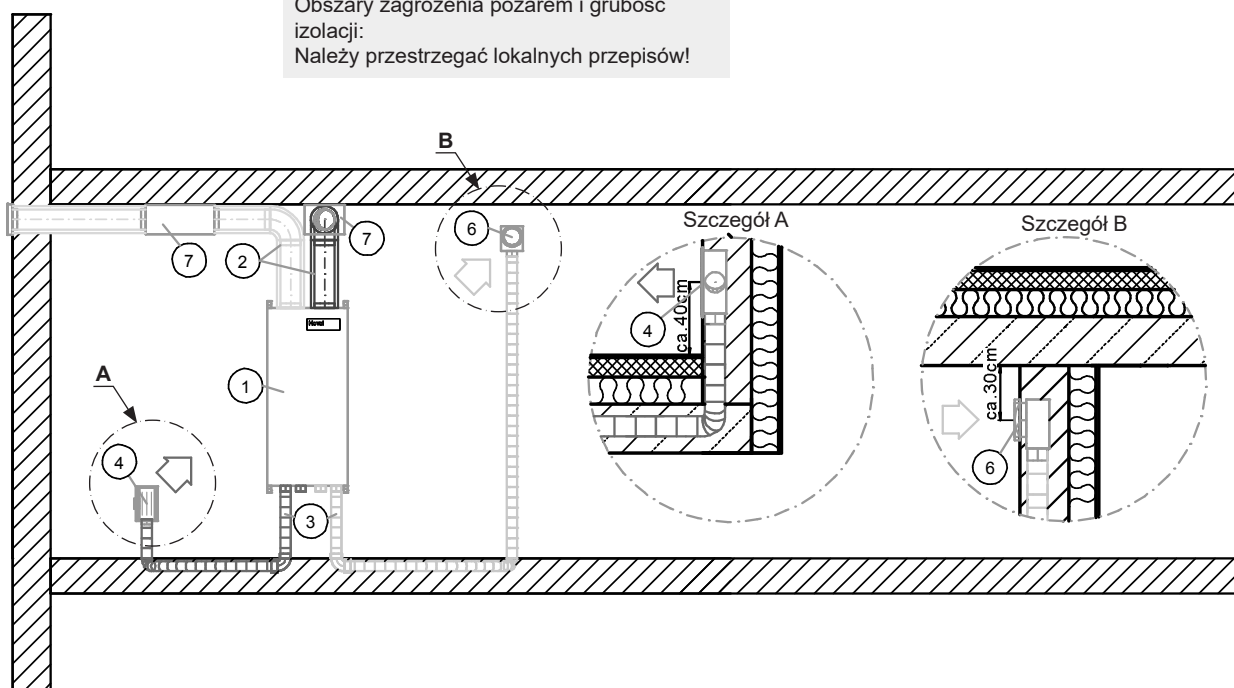 Obszary zagrożenia pożarem i grubość
izolacji:
Należy przestrzegać lokalnych przepisów!
B
6
7
7
2
Hoval
1
A
4
3
Szczegół A
4
ca.40cm
Szczegół B
ca.30cm
6